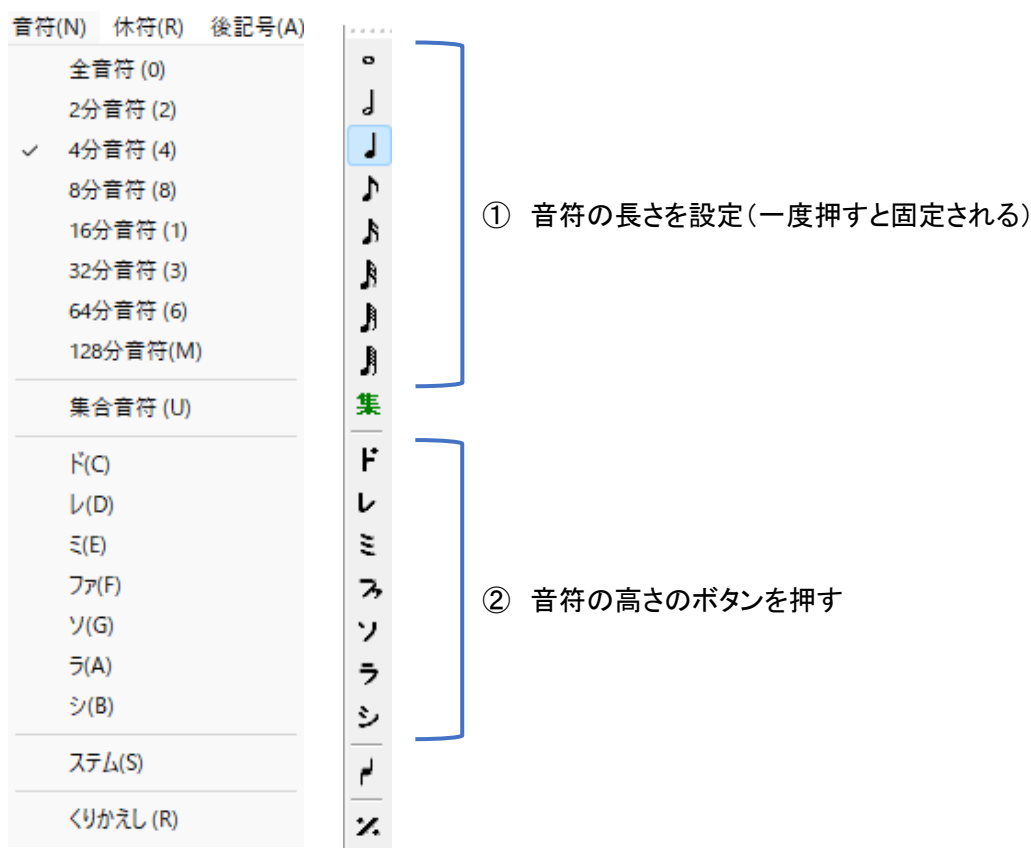 音符(N) 休符(R) 後記号(A)
全音符 (0)
2分音符 (2)
✓ 4分音符 (4)
8分音符 (8)
16分音符 (1)
32分音符 (3)
64分音符 (6)
128分音符(M)
集合音符 (U)
ド(C)
レ(D)
ミ(E)
ファ(F)
ソ(G)
ラ(A)
シ(B)
ステム(S)
くりかえし (R)
集
ド
レ
ミ
ファ
ソ
ラ
シ
① 音符の長さを設定(一度押すと固定される)
② 音符の高さのボタンを押す